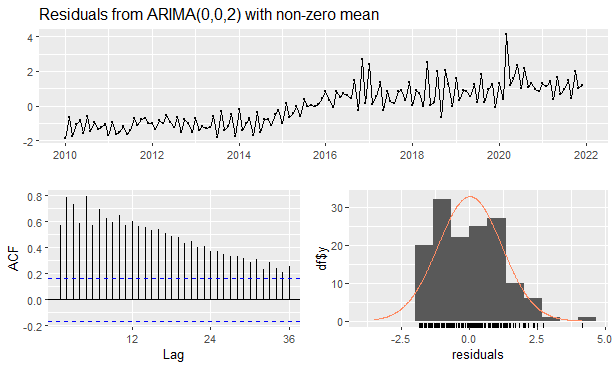 Residuals from ARIMA(0,0,2) with non-zero mean
4
2
0
-2
2010 2012 2014 2016 2018 2020 2022
0.8
0.6
0.4
0.2
0.0
-0.2
ACF
12 24 36
Lag
30
20
10
0
df$y
-2.5 0.0 2.5 5.0
residuals